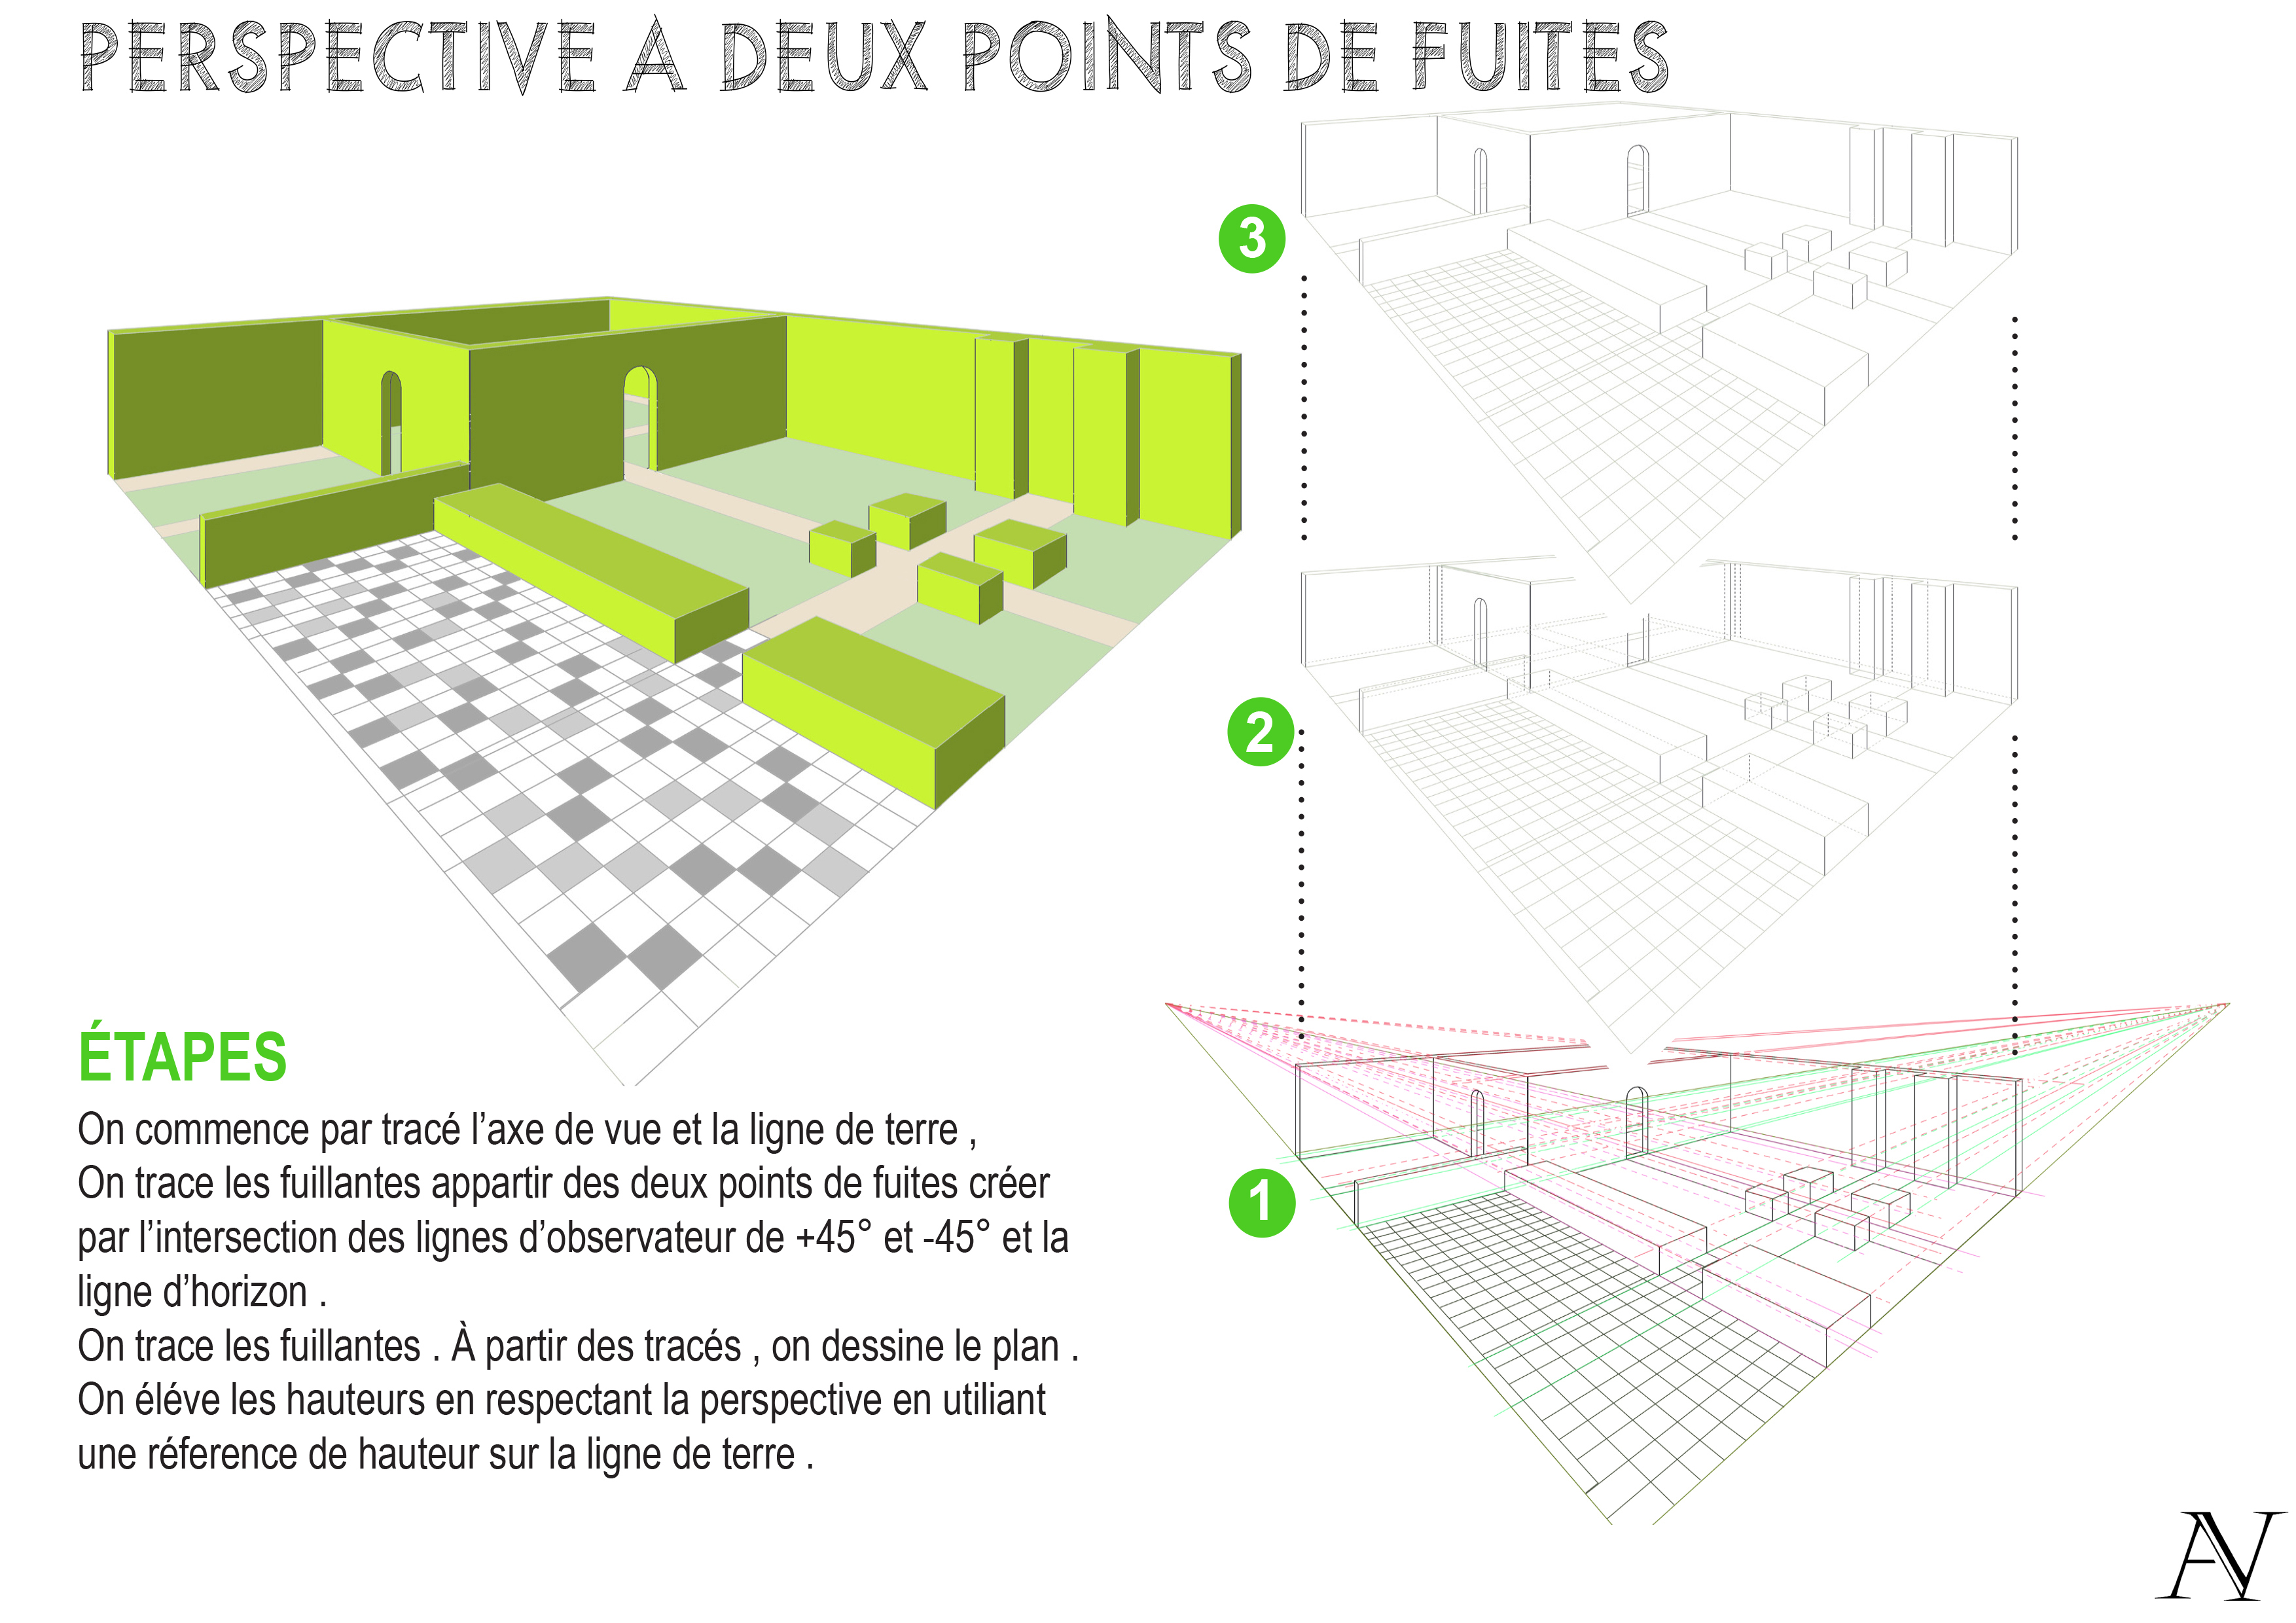 PERSPECTIVE A DEUX POINTS DE FUITES
3
2
1
ÉTAPES
On commence par tracé l’axe de vue et la ligne de terre ,
On trace les fuillantes appartir des deux points de fuites créer
par l’intersection des lignes d’observateur de +45° et -45° et la
ligne d’horizon .
On trace les fuillantes . À partir des tracés , on dessine le plan .
On éléve les hauteurs en respectant la perspective en utiliant
une réference de hauteur sur la ligne de terre .
AV